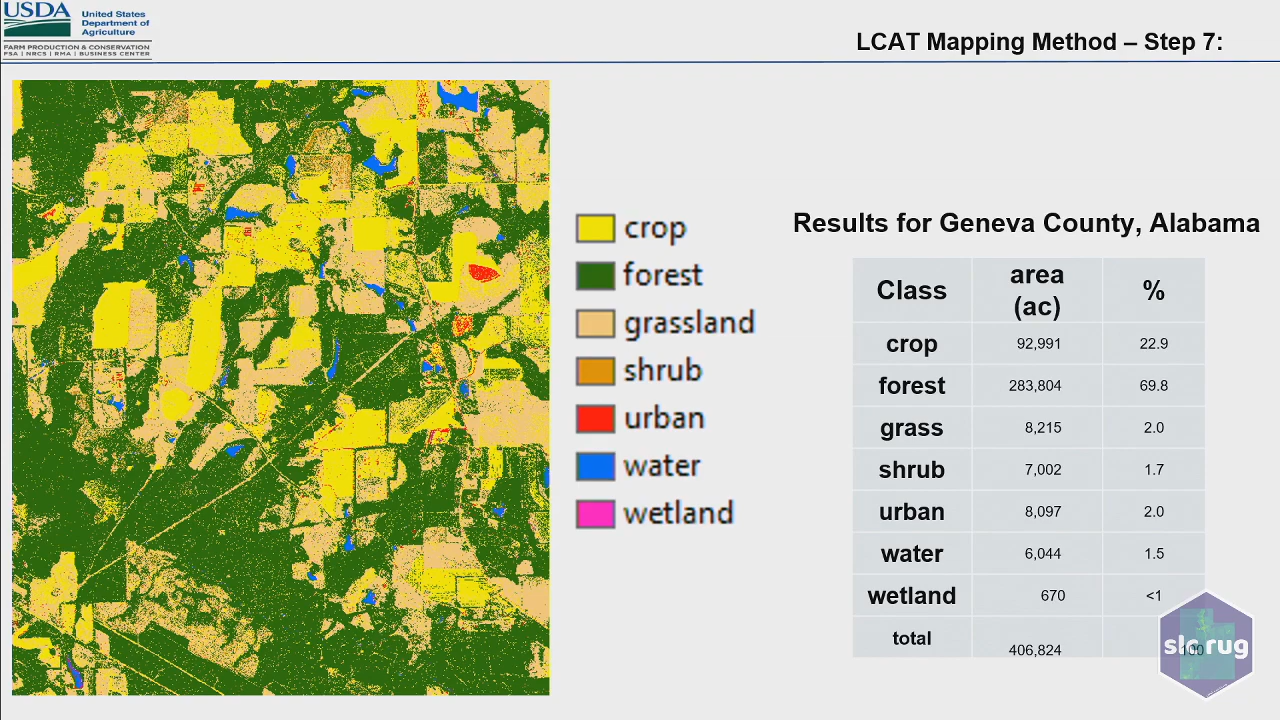 USDA
United States
Department of
Agriculture
FARM PRODUCTION & CONSERVATION
FSA | NRCS | RMA | BUSINESS CENTER
LCAT Mapping Method – Step 7:
crop
forest
grassland
shrub
urban
water
wetland
Results for Geneva County, Alabama
Class area (ac) %
crop 92,991 22.9
forest 283,804 69.8
grass 8,215 2.0
shrub 7,002 1.7
urban 8,097 2.0
water 6,044 1.5
wetland 670 <1
total 406,824 100
slc rug